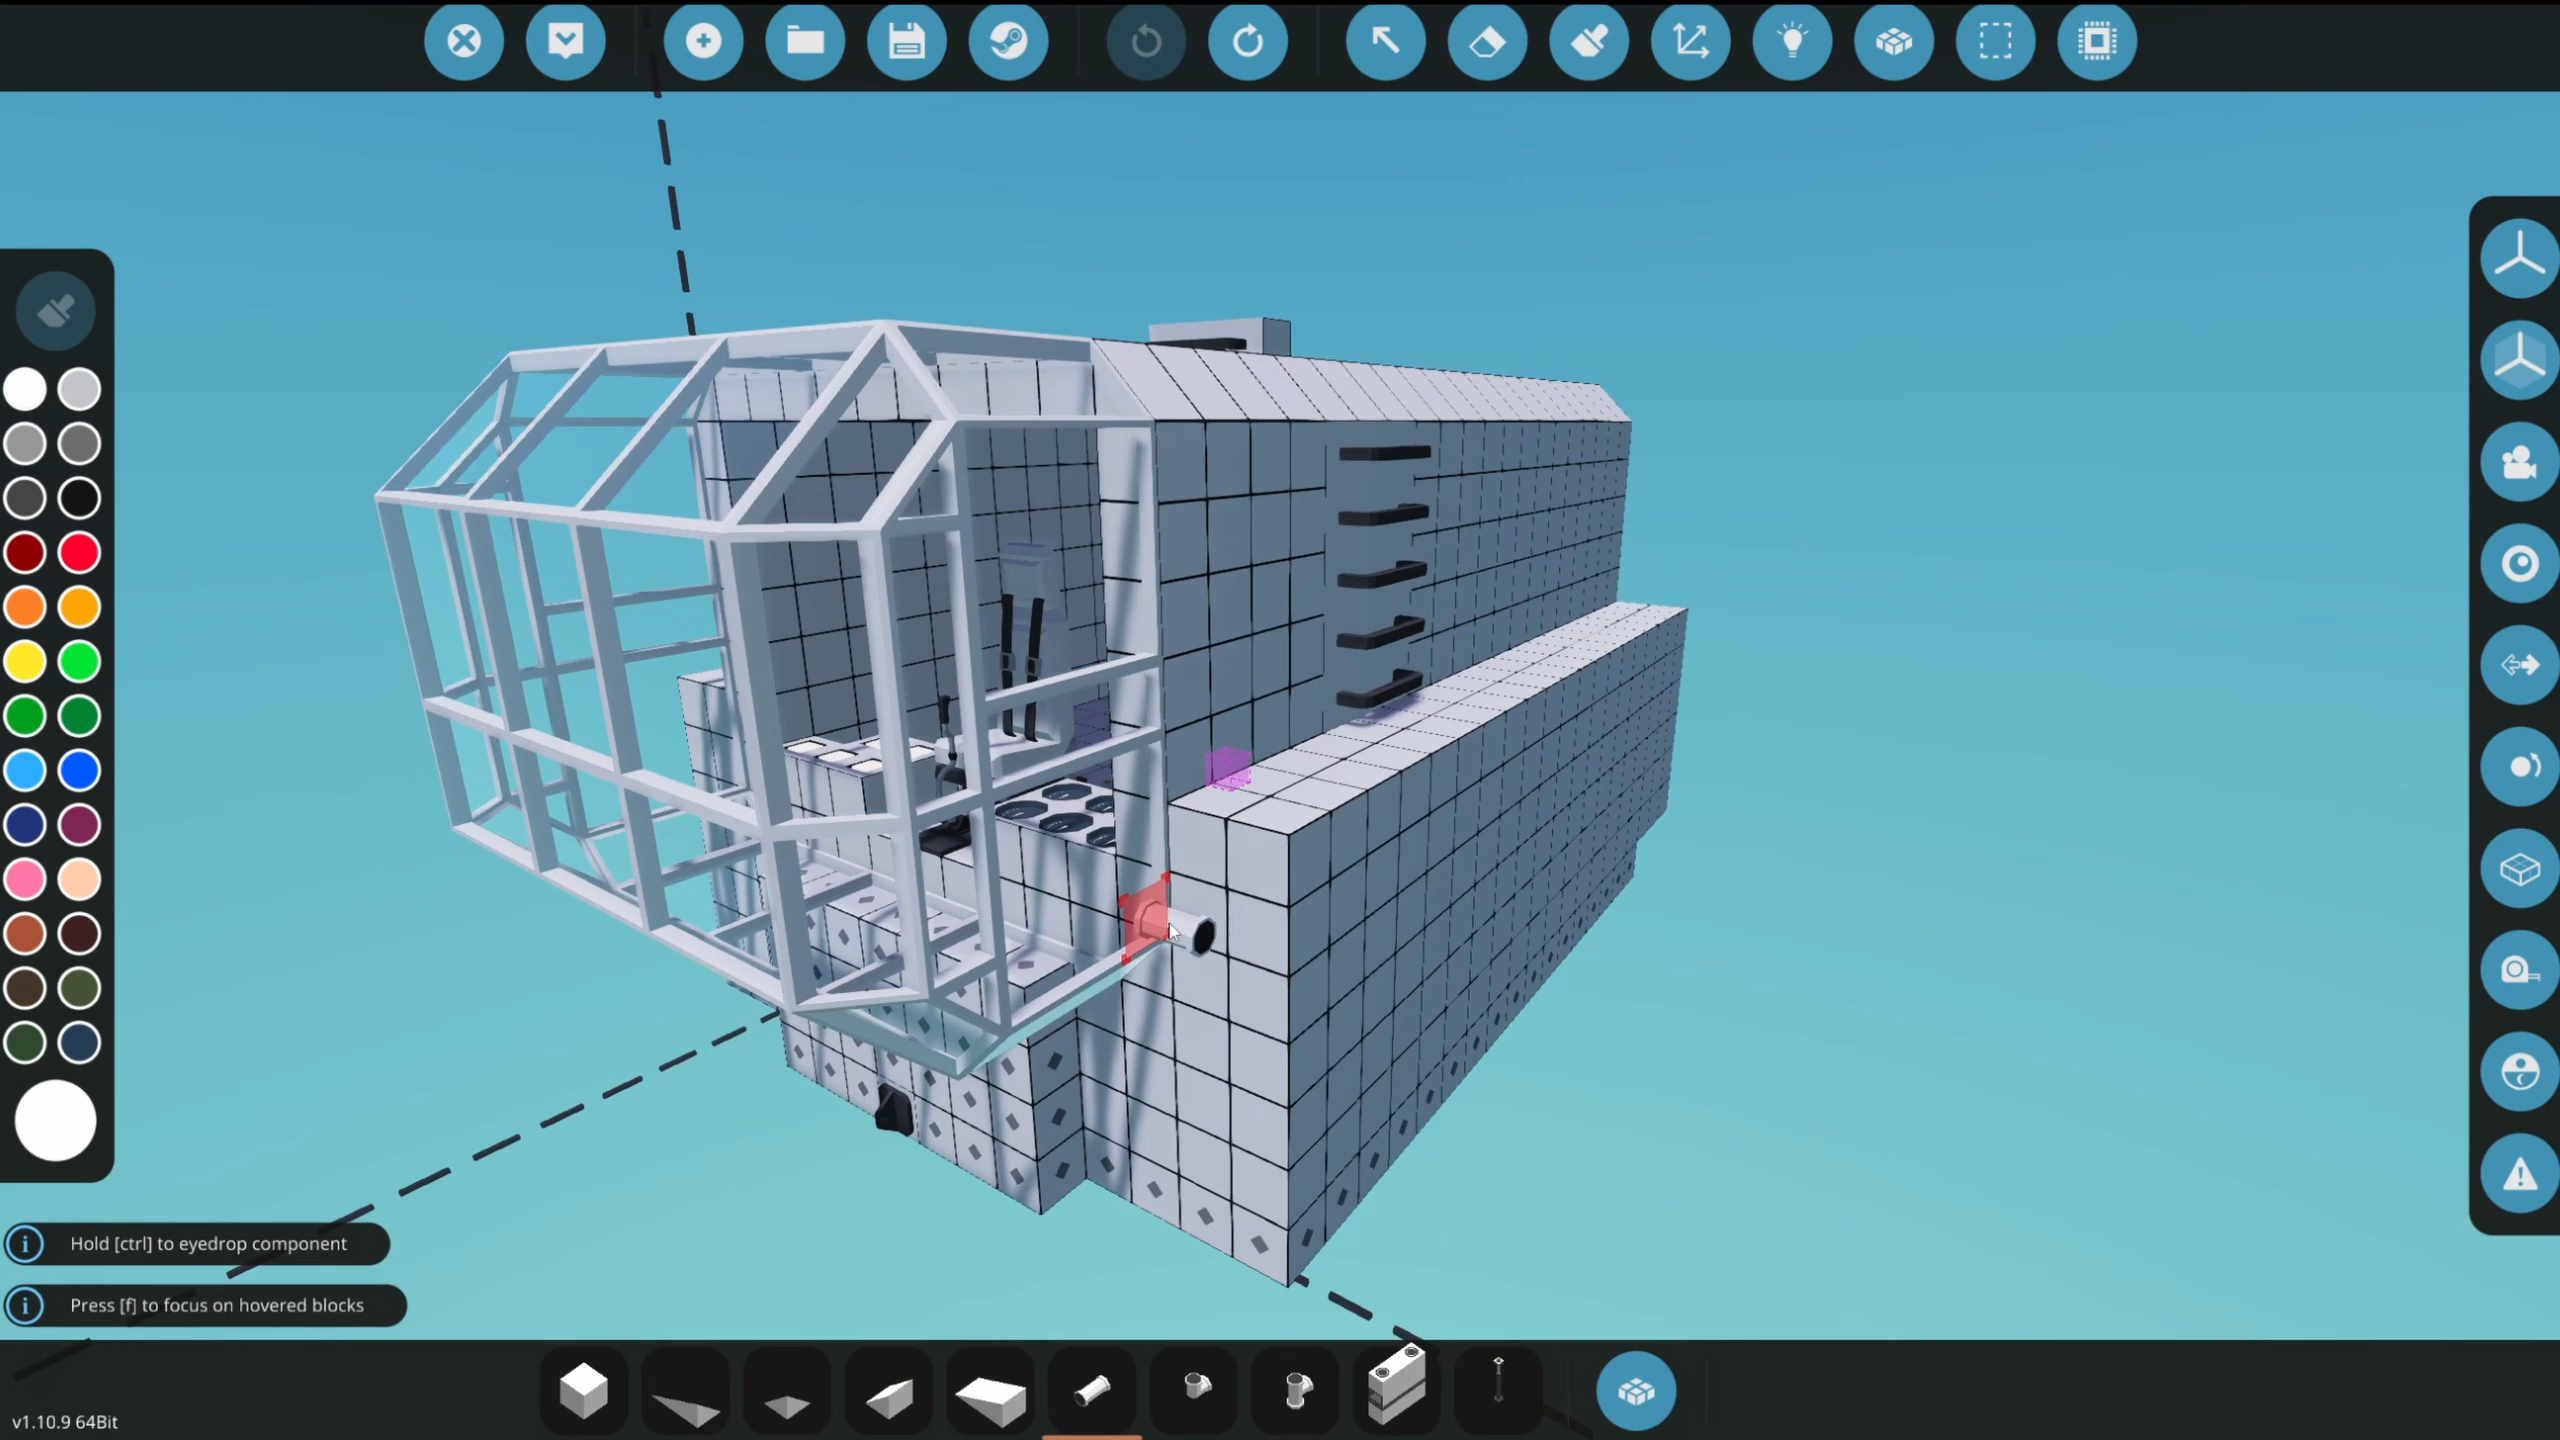 Hold [ctrl] to eyedrop component
Press [f] to focus on hovered blocks
v1.10.9 64Bit